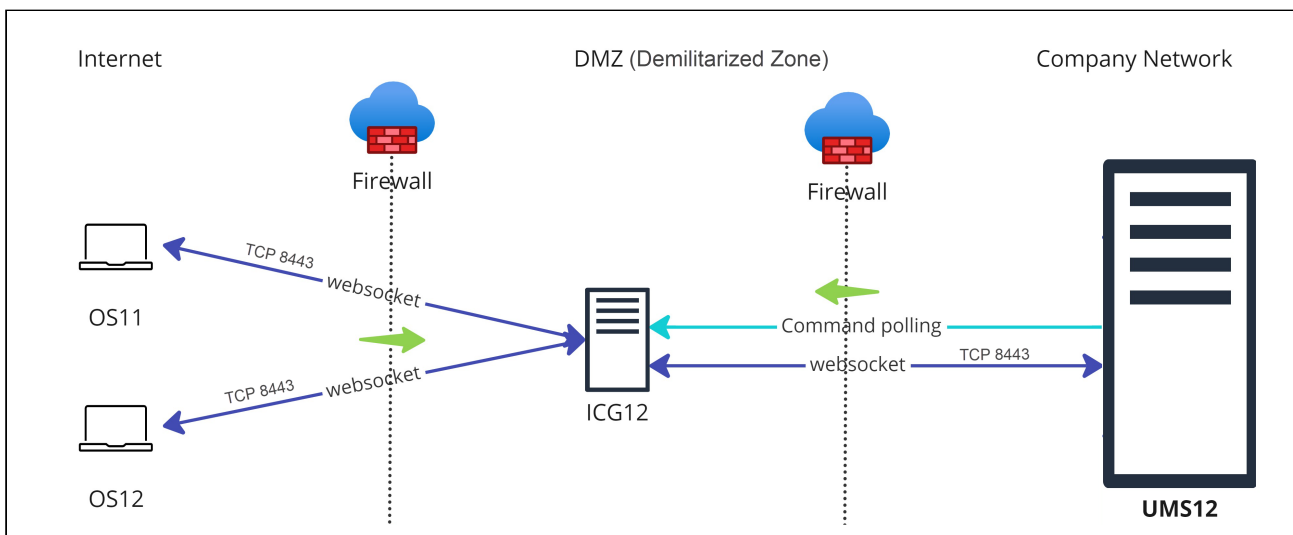 Internet
DMZ (Demilitarized Zone)
Company Network
Firewall
Firewall
TCP 8443
websocket
OS11
Command polling
websocket
TCP 8443
TCP 8443
websocket
ICG12
OS12
UMS12